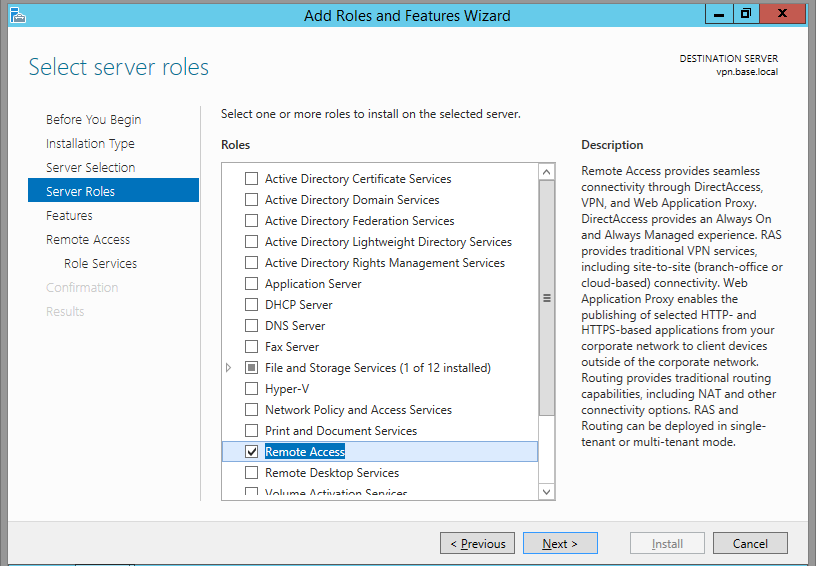 Add Roles and Features Wizard
Select server roles
DESTINATION SERVER
vpn.base.local
Before You Begin
Installation Type
Server Selection
Server Roles
Features
Remote Access
Role Services
Confirmation
Results
Select one or more roles to install on the selected server.
Roles
Active Directory Certificate Services
Active Directory Domain Services
Active Directory Federation Services
Active Directory Lightweight Directory Services
Active Directory Rights Management Services
Application Server
DHCP Server
DNS Server
Fax Server
File and Storage Services (1 of 12 installed)
Hyper-V
Network Policy and Access Services
Print and Document Services
Remote Access
Remote Desktop Services
Volume Activation Services
Description
Remote Access provides seamless
connectivity through DirectAccess,
VPN, and Web Application Proxy.
DirectAccess provides an Always On
and Always Managed experience. RAS
provides traditional VPN services,
including site-to-site (branch-office or
cloud-based) connectivity. Web
Application Proxy enables the
publishing of selected HTTP- and
HTTPS-based applications from your
corporate network to client devices
outside of the corporate network.
Routing provides traditional routing
capabilities, including NAT and other
connectivity options. RAS and
Routing can be deployed in single-
tenant or multi-tenant mode.
< Previous
Next >
Install
Cancel